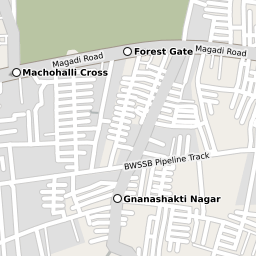 Forest Gate
Magadi Road
Magadi Road
Machohalli Cross
BWSSB Pipeline Track
Gnanashakti Nagar